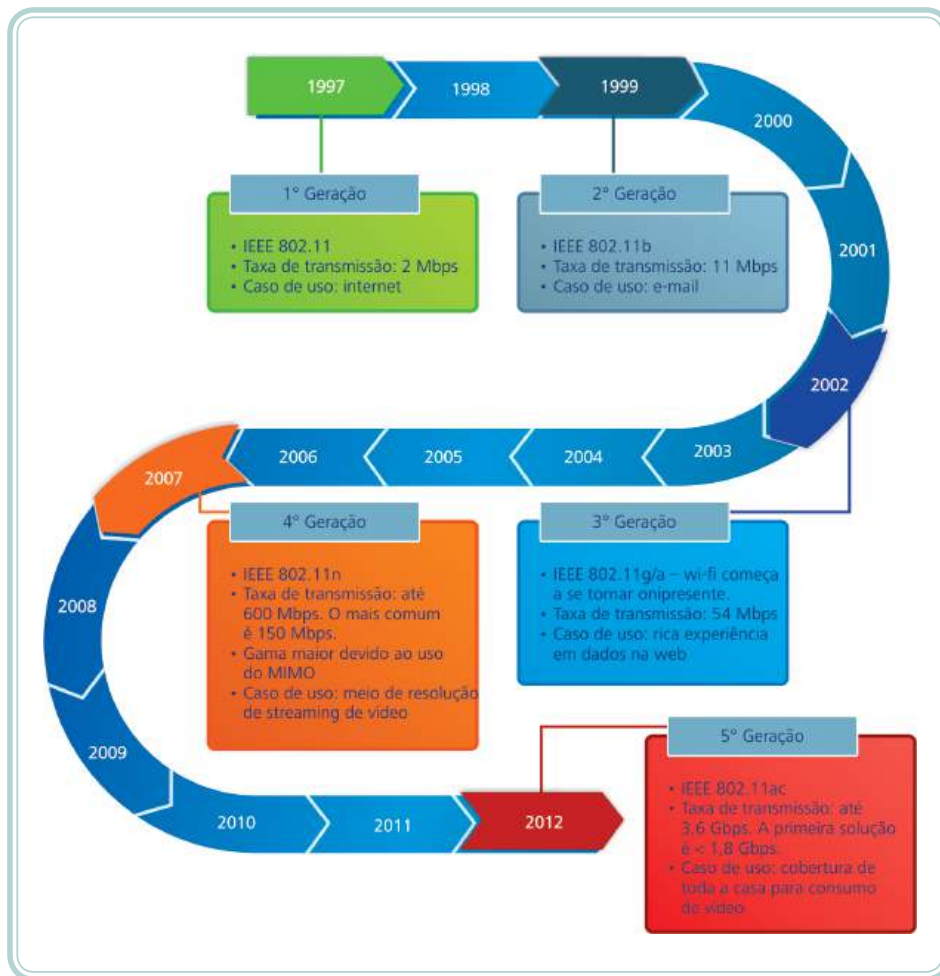 1997
1998
1999
2000
2001
2002
1° Geração
• IEEE 802.11
• Taxa de transmissão: 2 Mbps
• Caso de uso: internet
2° Geração
• IEEE 802.11b
• Taxa de transmissão: 11 Mbps
• Caso de uso: e-mail
2003
2004
2005
2006
2007
3° Geração
• IEEE 802.11g/a – wi-fi começa
a se tornar onipresente.
• Taxa de transmissão: 54 Mbps
• Caso de uso: rica experiência
em dados na web
4° Geração
• IEEE 802.11n
• Taxa de transmissão: até
600 Mbps. O mais comum
é 150 Mbps.
• Gama maior devido ao uso
do MIMO
• Caso de uso: meio de resolução
de streaming de vídeo
2008
2009
2010
2011
2012
5° Geração
• IEEE 802.11ac
• Taxa de transmissão: até
3,6 Gbps. A primeira solução
é < 1,8 Gbps.
• Caso de uso: cobertura de
toda a casa para consumo
de vídeo